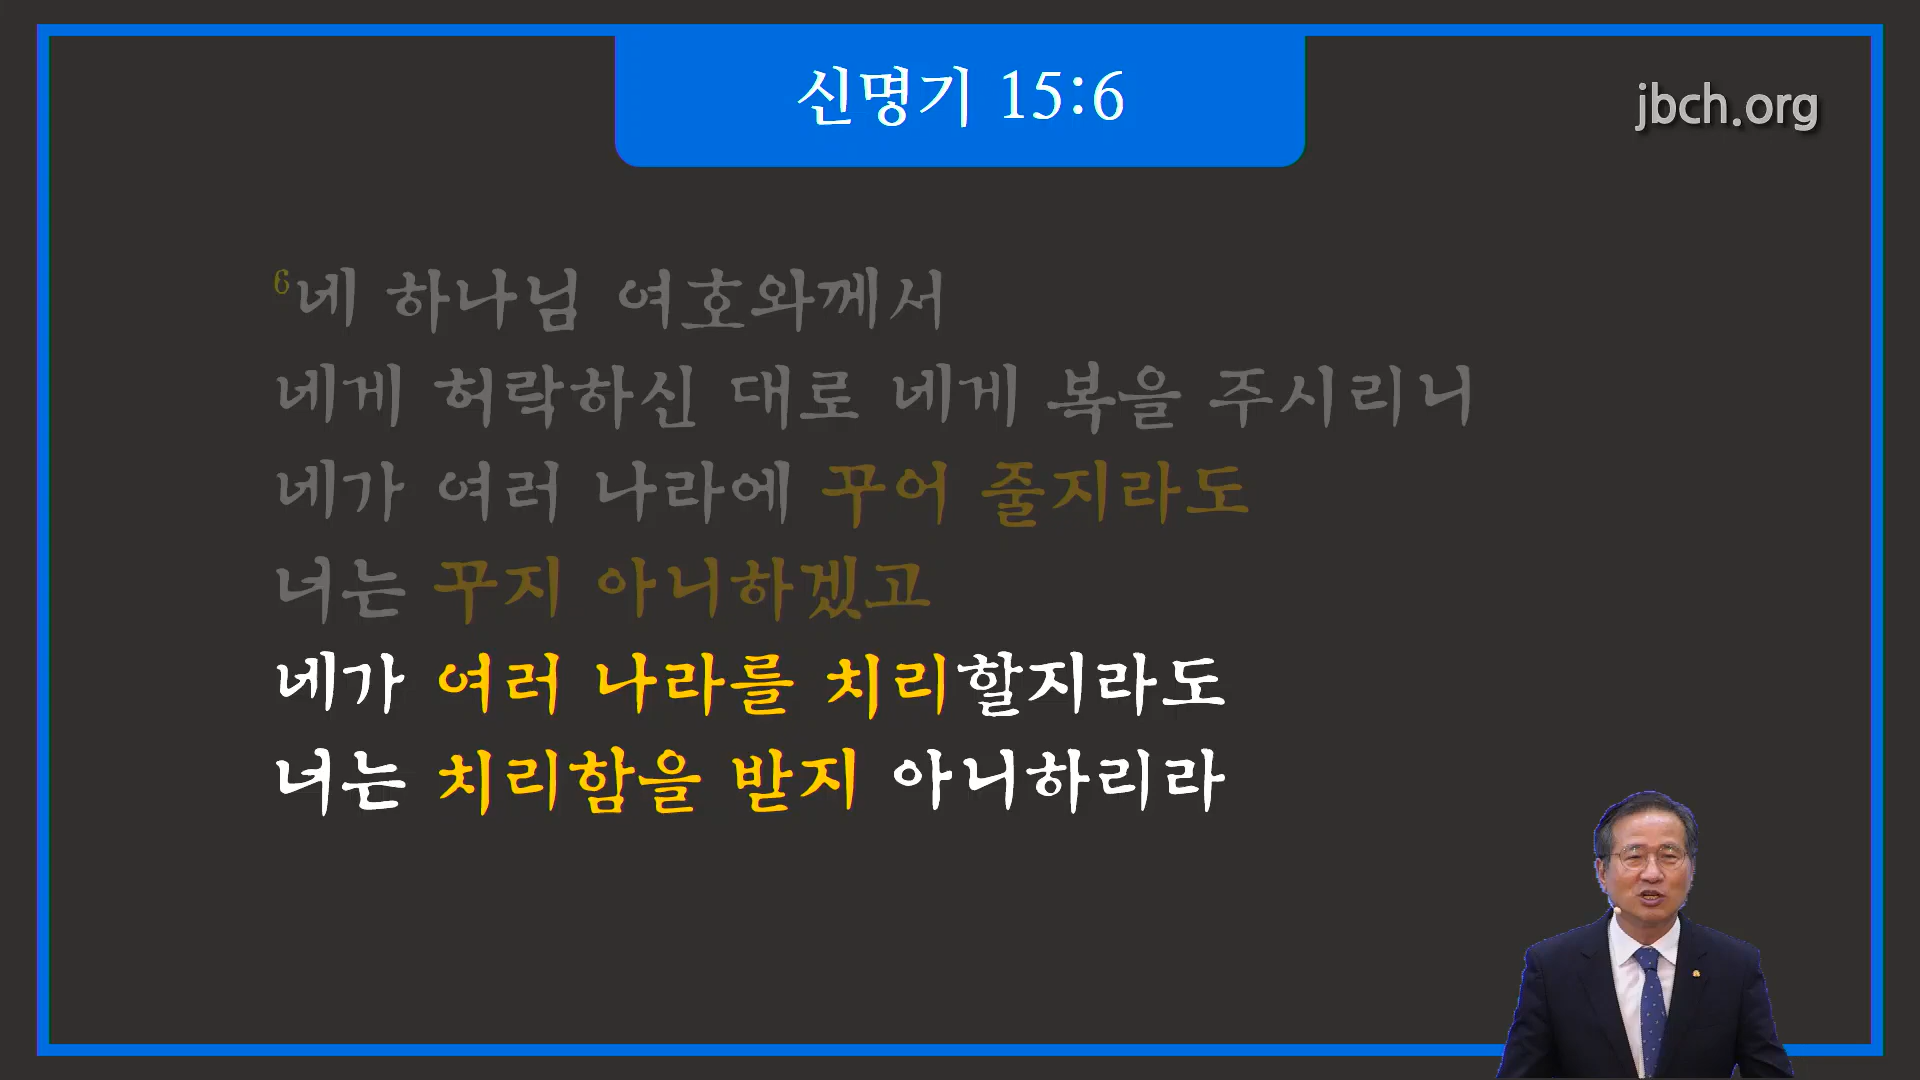 신명기 15:6
jbch.org
6네 하나님 여호와께서
네게 허락하신 대로 네게 복을 주시리니
네가 여러 나라에 꾸어 줄지라도
너는 꾸지 아니하겠고
네가 여러 나라를 치리할지라도
너는 치리함을 받지 아니하리라